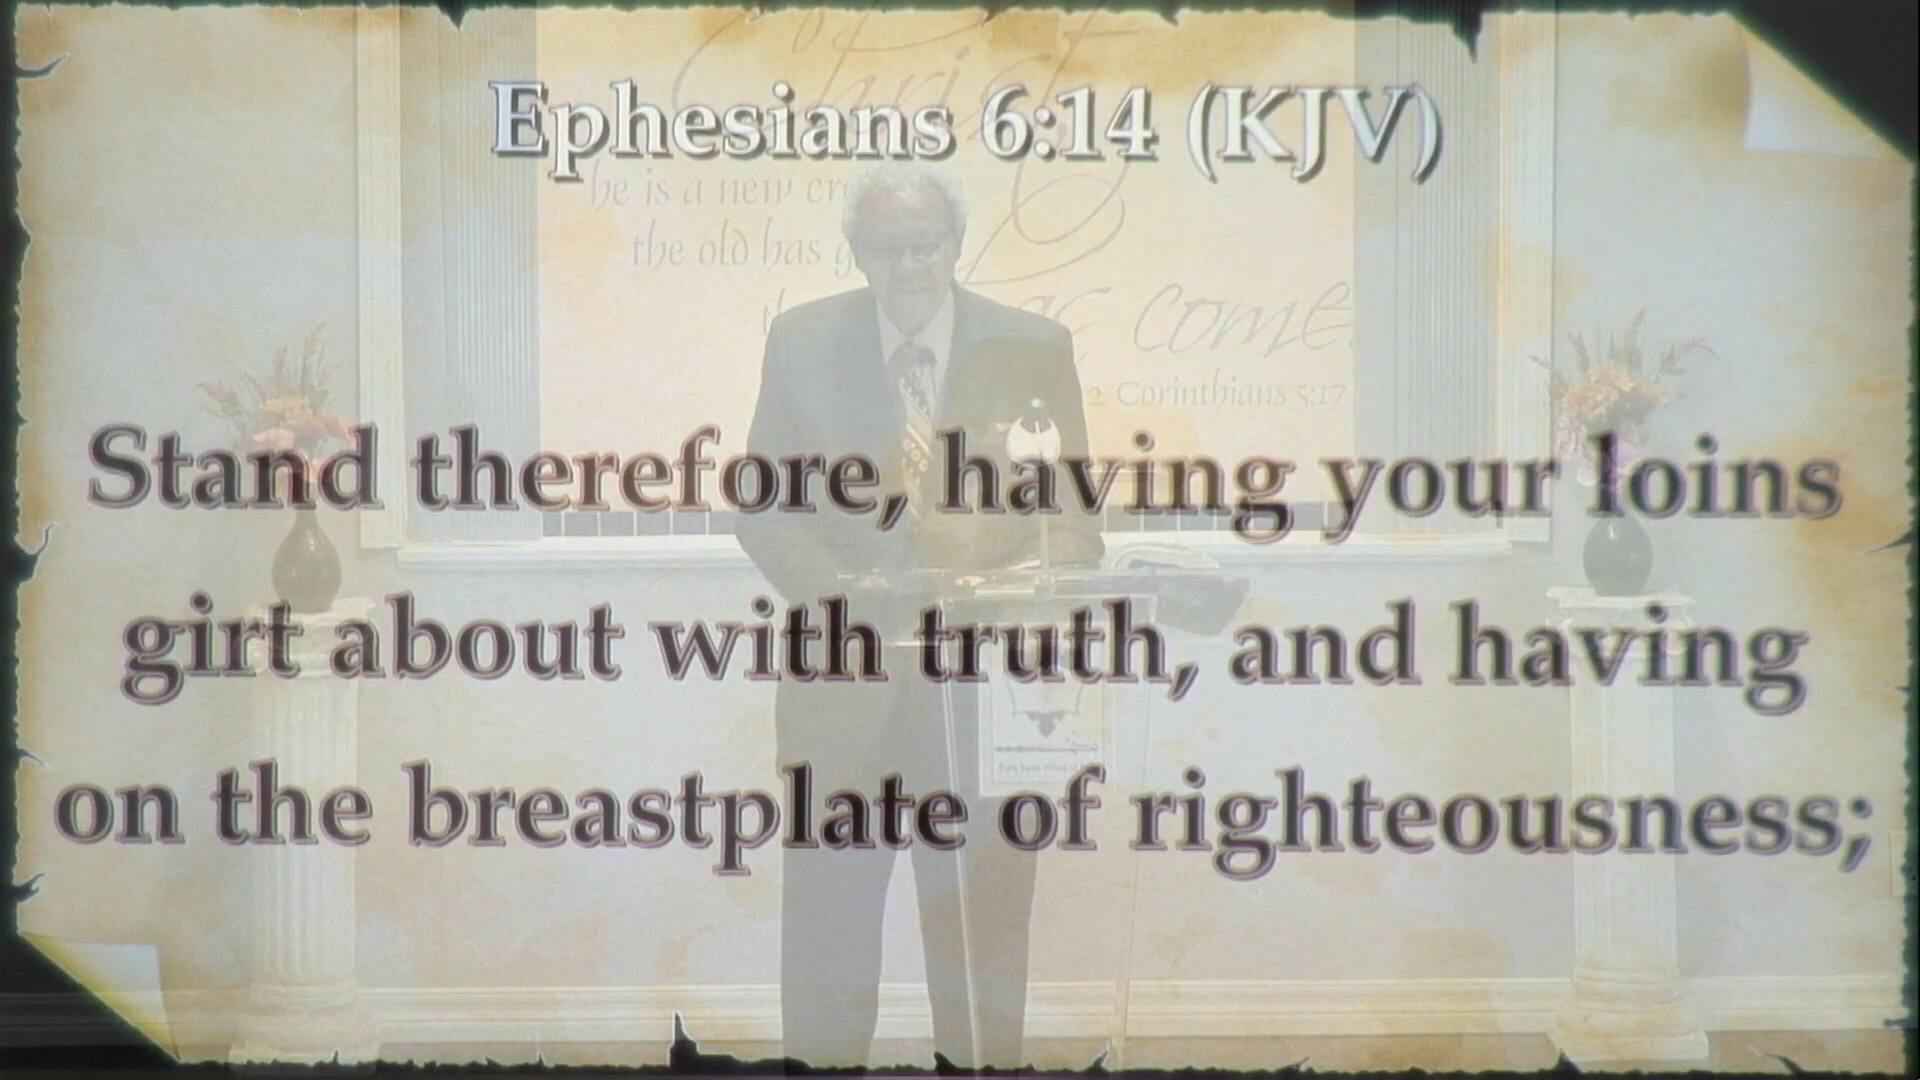 Christ
Ephesians 6:14 (KJV)
he is a new
the old has
come.
2 Corinthians 5:17
Stand therefore, having your loins
girt about with truth, and having
on the breastplate of righteousness;